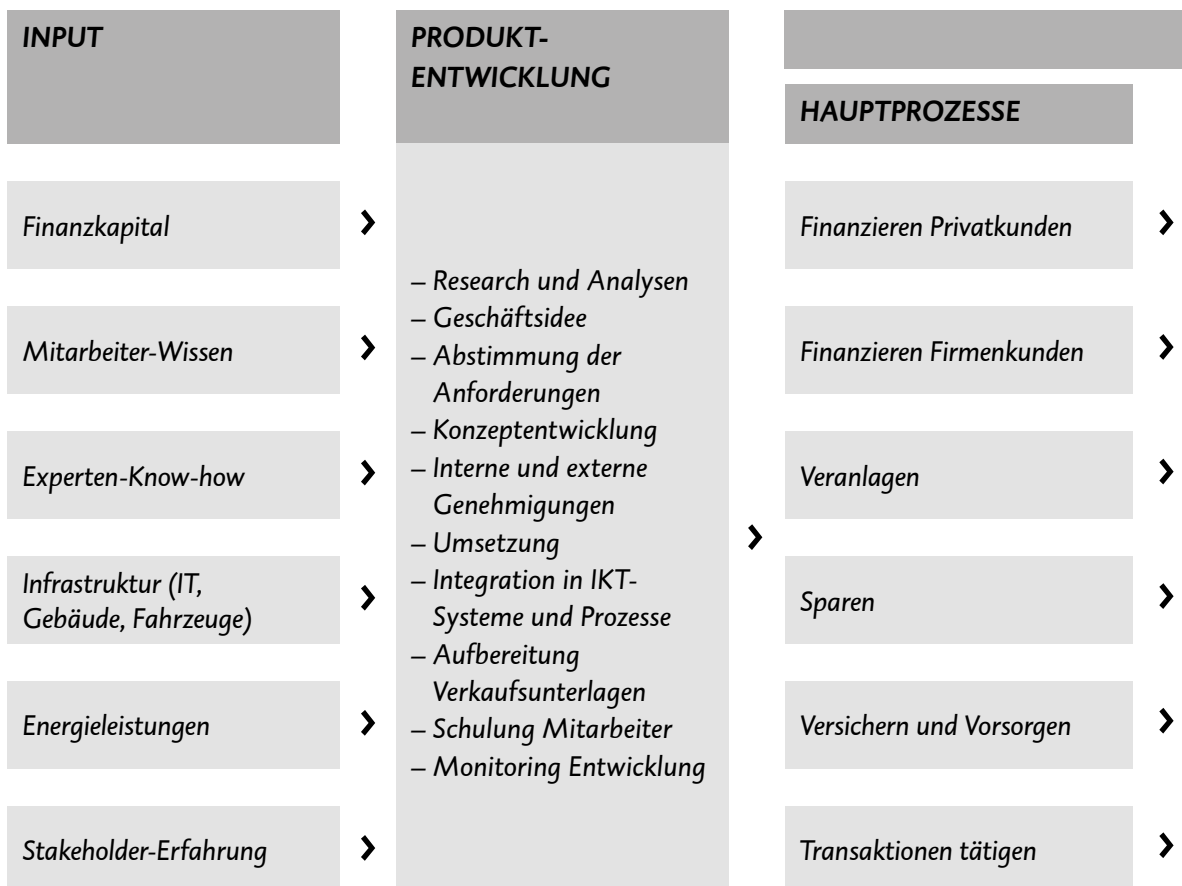 INPUT
Finanzkapital
Mitarbeiter-Wissen
Experten-Know-how
Infrastruktur (IT,
Gebäude, Fahrzeuge)
Energieleistungen
Stakeholder-Erfahrung
PRODUKT-
ENTWICKLUNG
– Research und Analysen
– Geschäftsidee
– Abstimmung der
Anforderungen
– Konzeptentwicklung
– Interne und externe
Genehmigungen
– Umsetzung
– Integration in IKT-
Systeme und Prozesse
– Aufbereitung
Verkaufsunterlagen
– Schulung Mitarbeiter
– Monitoring Entwicklung
HAUPTPROZESSE
Finanzieren Privatkunden
Finanzieren Firmenkunden
Veranlagen
Sparen
Versichern und Vorsorgen
Transaktionen tätigen